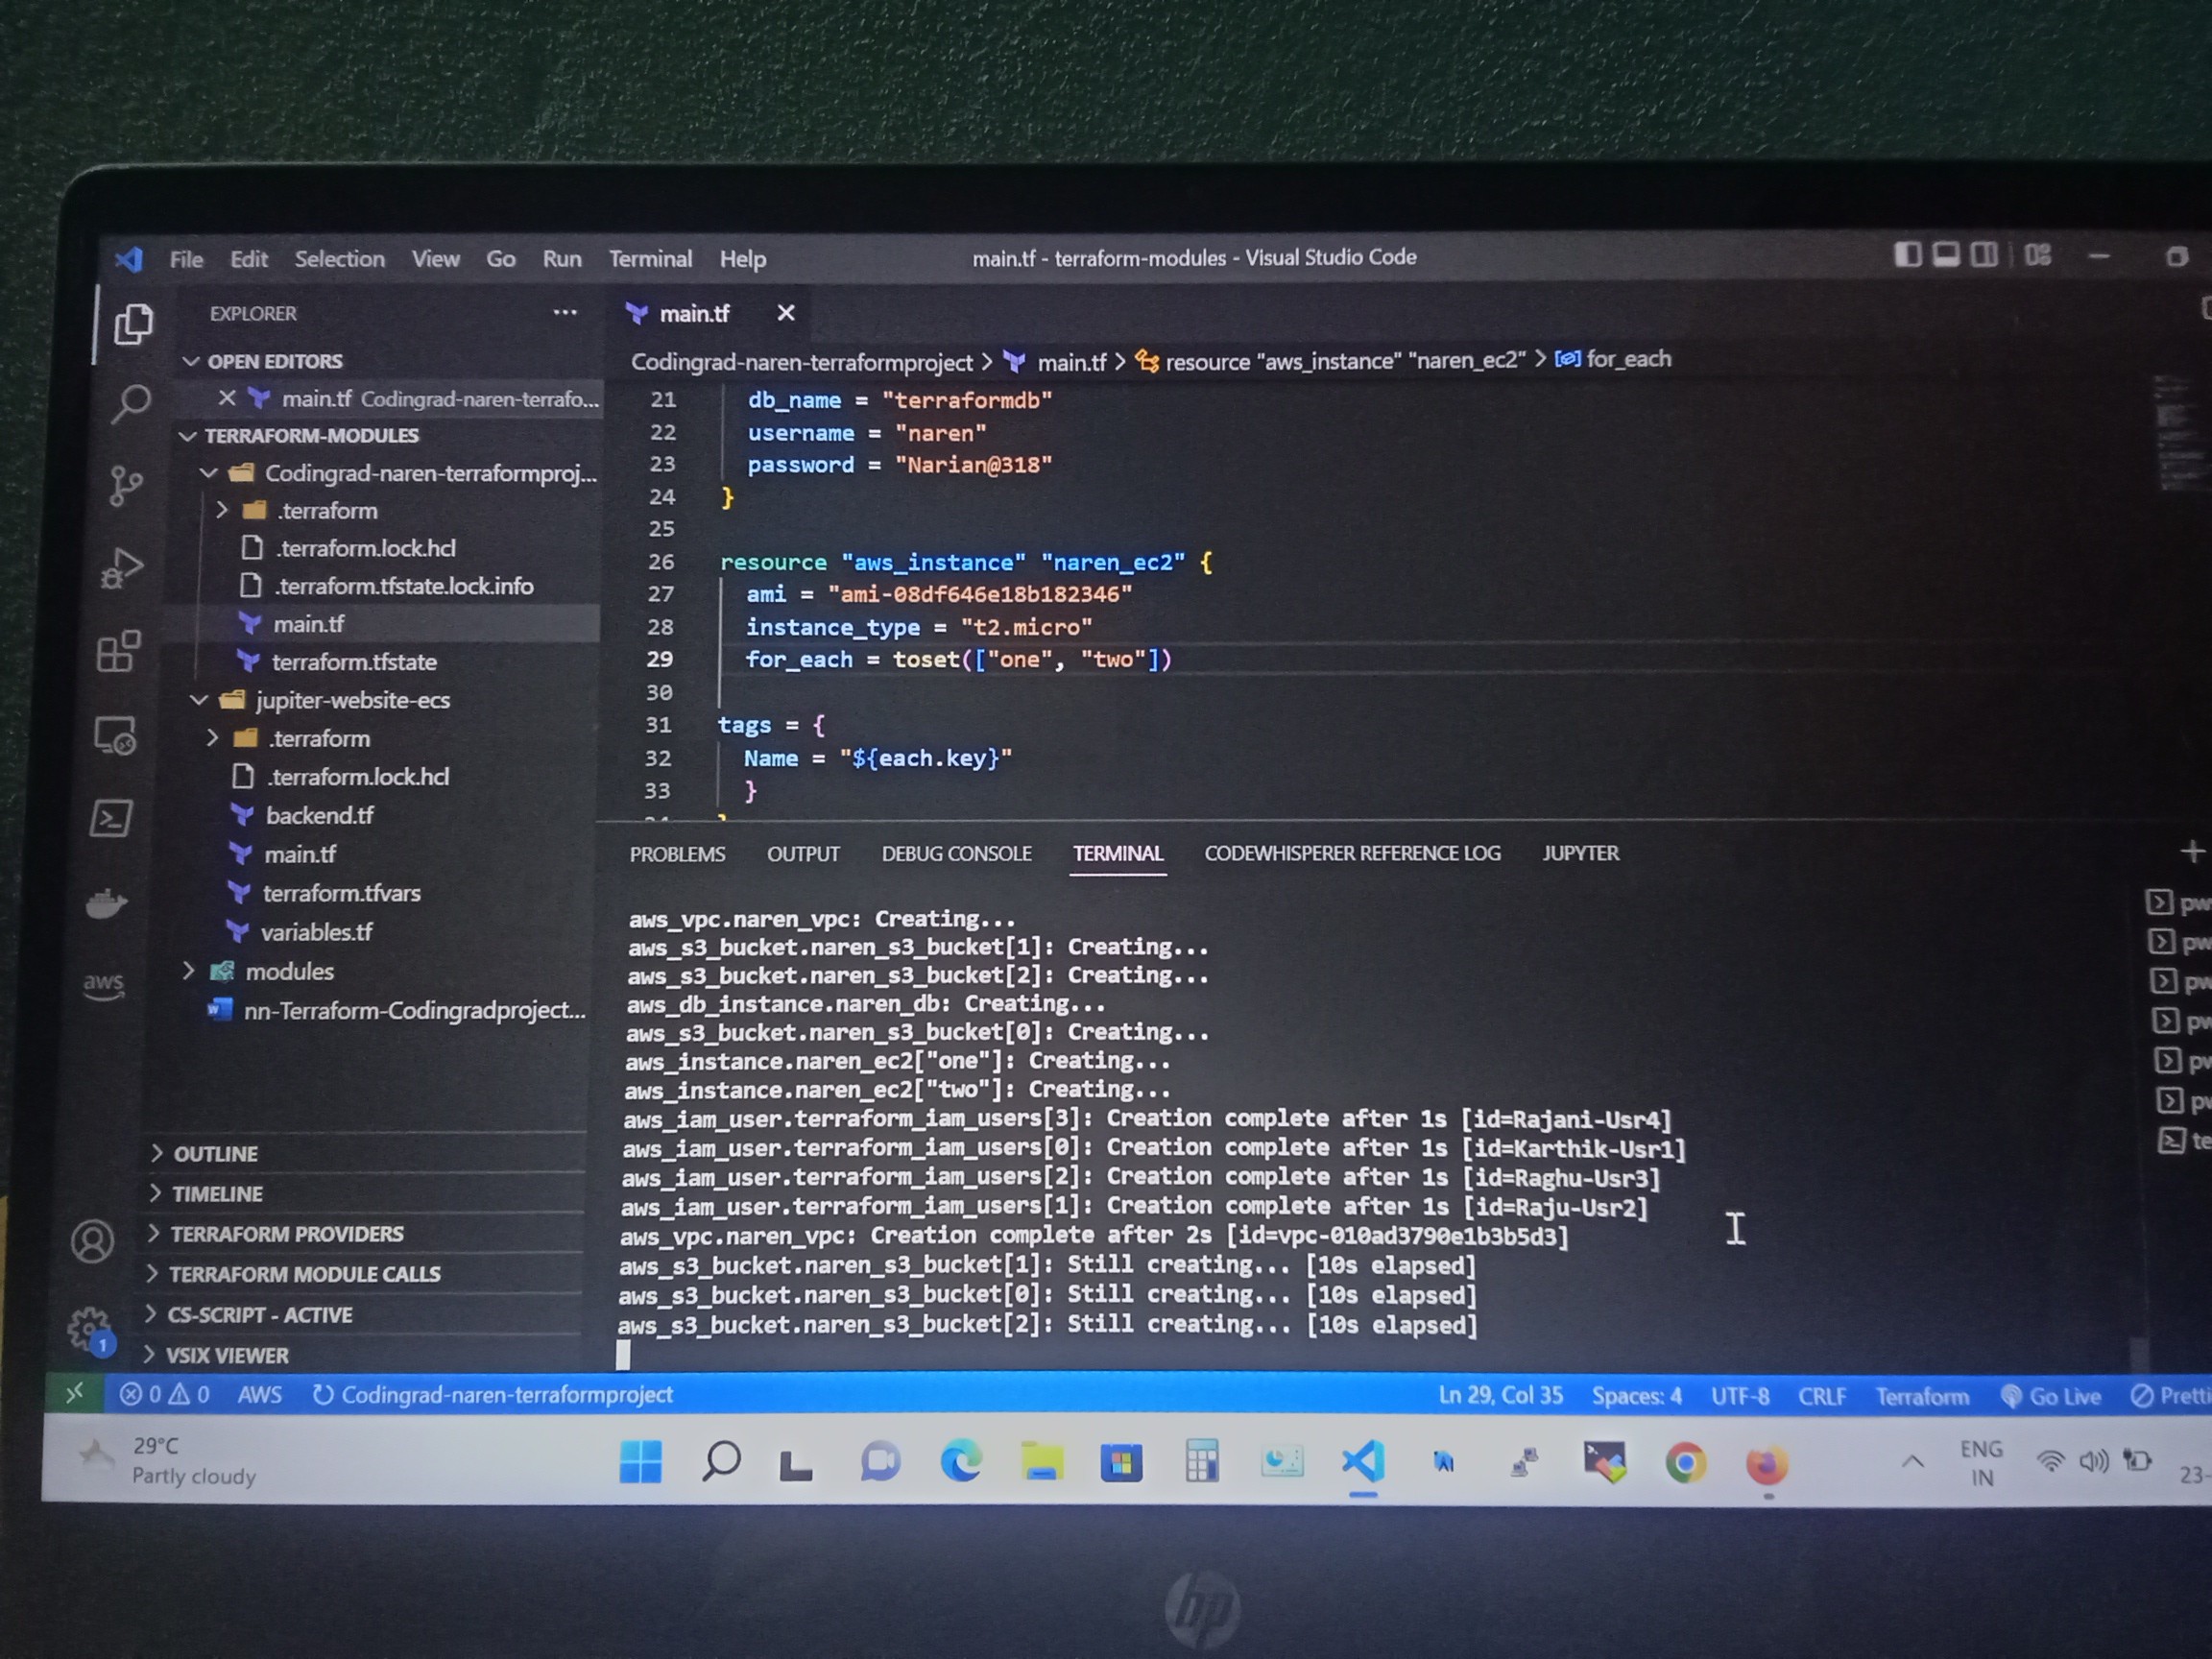 File Edit Selection View Go Run Terminal Help main.tf - terraform-modules - Visual Studio Code
EXPLORER ...
OPEN EDITORS
main.tf Codingrad-naren-terrafo...
TERRAFORM-MODULES
Codingrad-naren-terraformproj...
.terraform
.terraform.lock.hcl
.terraform.tfstate.lock.info
main.tf
terraform.tfstate
jupiter-website-ecs
.terraform
.terraform.lock.hcl
backend.tf
main.tf
terraform.tfvars
variables.tf
modules
nn-Terraform-Codingradproject...
OUTLINE
TIMELINE
TERRAFORM PROVIDERS
TERRAFORM MODULE CALLS
CS-SCRIPT - ACTIVE
VSIX VIEWER
aws
1
main.tf
Codingrad-naren-terraformproject > main.tf > resource "aws_instance" "naren_ec2" > for_each
21 db_name = "terraformdb"
22 username = "naren"
23 password = "Narian@318"
24 }
25
26 resource "aws_instance" "naren_ec2" {
27 ami = "ami-08df646e18b182346"
28 instance_type = "t2.micro"
29 for_each = toset(["one", "two"])
30
31 tags = {
32 Name = "${each.key}"
33 }
PROBLEMS OUTPUT DEBUG CONSOLE TERMINAL CODEWHISPERER REFERENCE LOG JUPYTER
aws_vpc.naren_vpc: Creating...
aws_s3_bucket.naren_s3_bucket[1]: Creating...
aws_s3_bucket.naren_s3_bucket[2]: Creating...
aws_db_instance.naren_db: Creating...
aws_s3_bucket.naren_s3_bucket[0]: Creating...
aws_instance.naren_ec2["one"]: Creating...
aws_instance.naren_ec2["two"]: Creating...
aws_iam_user.terraform_iam_users[3]: Creation complete after 1s [id=Rajani-Usr4]
aws_iam_user.terraform_iam_users[0]: Creation complete after 1s [id=Karthik-Usr1]
aws_iam_user.terraform_iam_users[2]: Creation complete after 1s [id=Raghu-Usr3]
aws_iam_user.terraform_iam_users[1]: Creation complete after 1s [id=Raju-Usr2]
aws_vpc.naren_vpc: Creation complete after 2s [id=vpc-010ad3790e1b3b5d3]
aws_s3_bucket.naren_s3_bucket[1]: Still creating... [10s elapsed]
aws_s3_bucket.naren_s3_bucket[0]: Still creating... [10s elapsed]
aws_s3_bucket.naren_s3_bucket[2]: Still creating... [10s elapsed]
0 0 AWS Codingrad-naren-terraformproject Ln 29, Col 35 Spaces: 4 UTF-8 CRLF Terraform Go Live
29°C
Partly cloudy
ENG
IN
hp